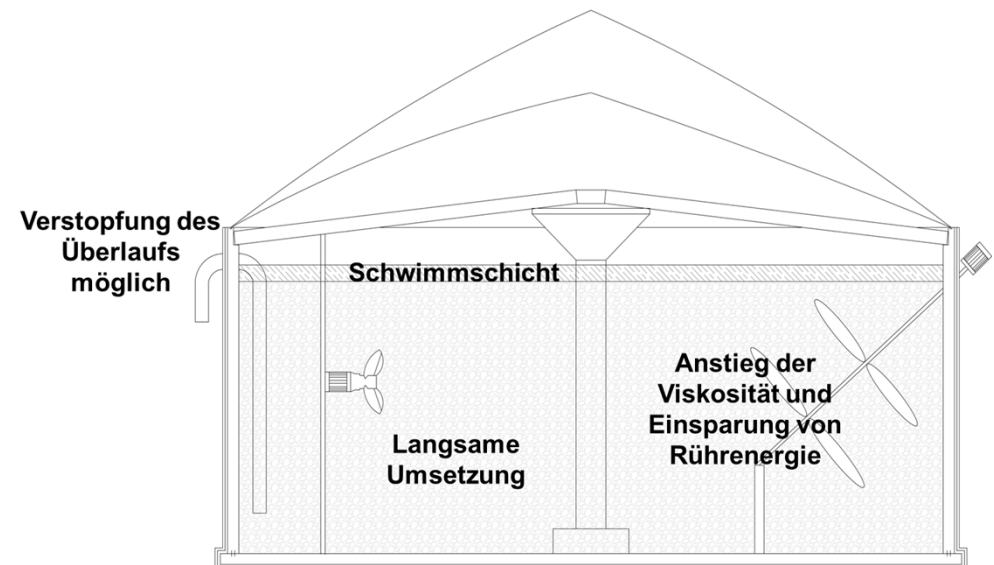 Verstopfung des
Überlaufs
möglich
Schwimmschicht
Anstieg der
Viskosität und
Einsparung von
Rührenergie
Langsame
Umsetzung